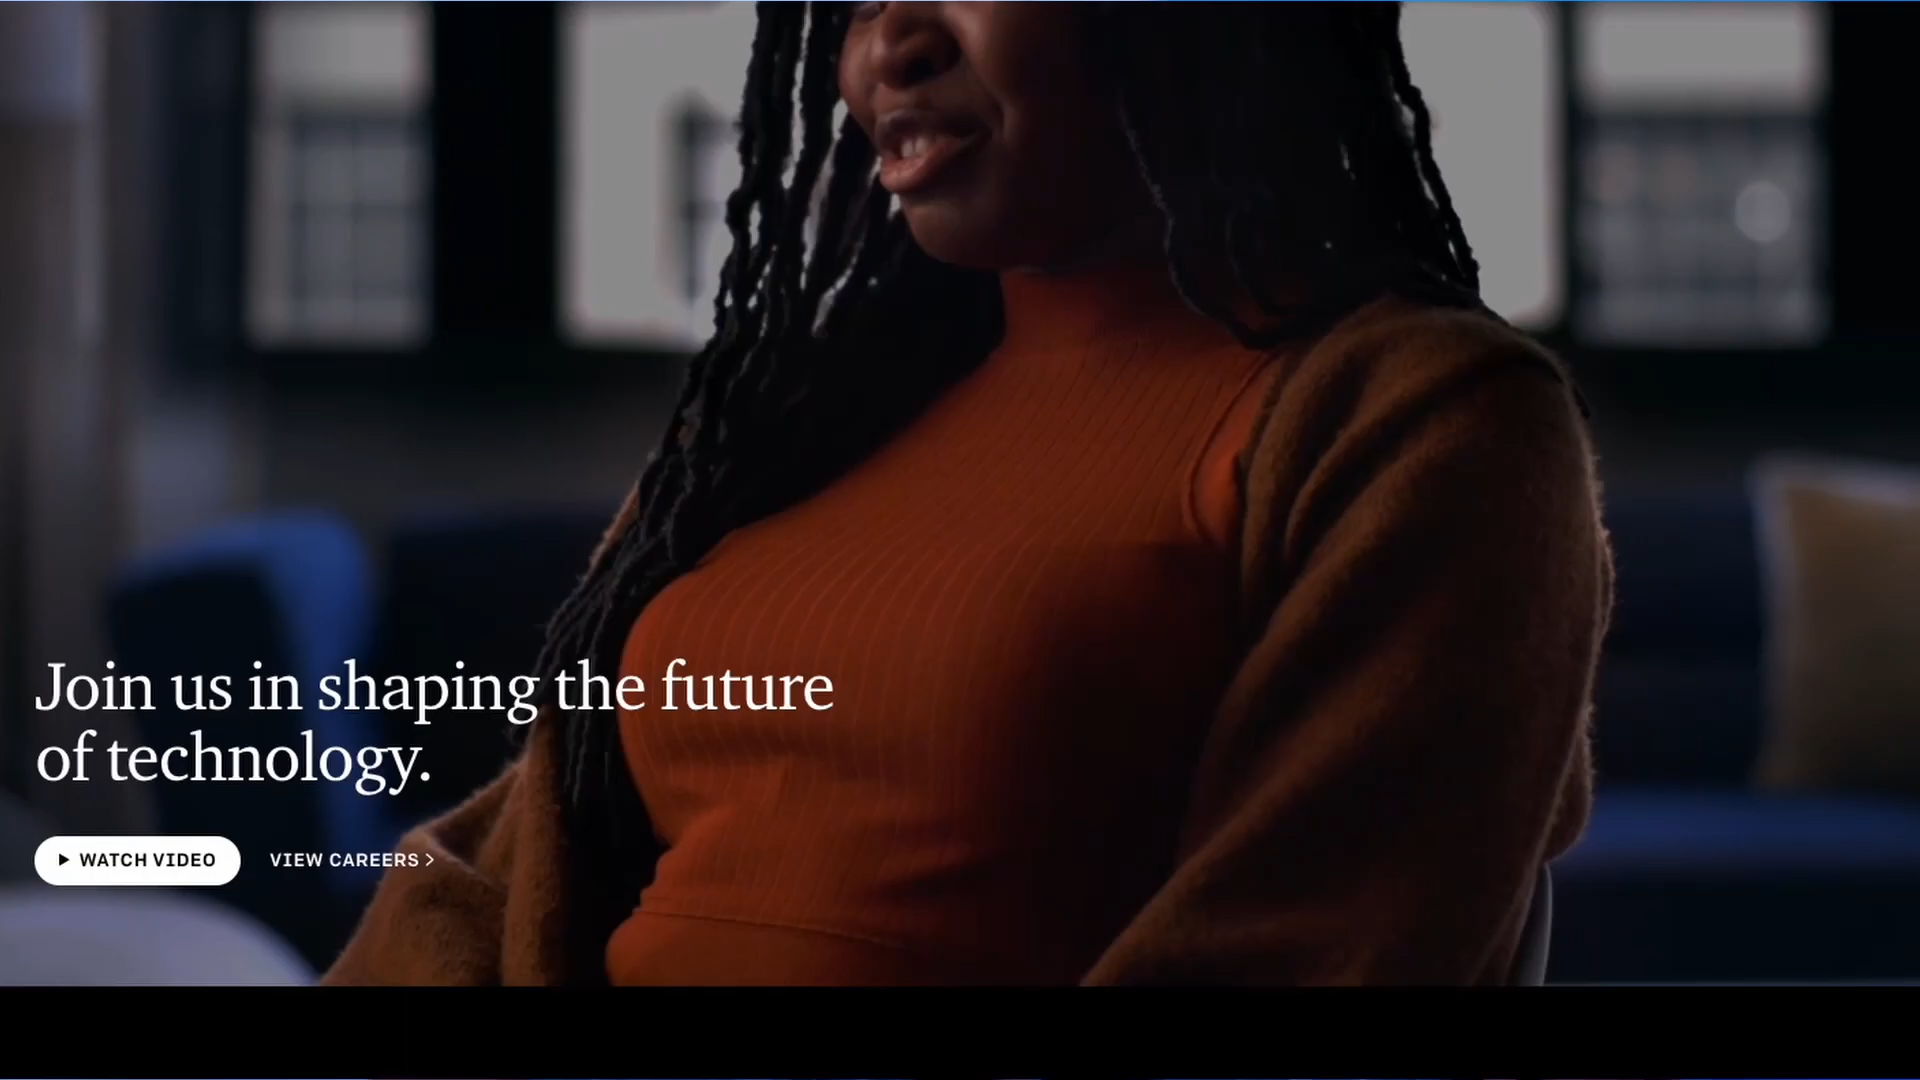 Join us in shaping the future
of technology.
WATCH VIDEO
VIEW CAREERS >